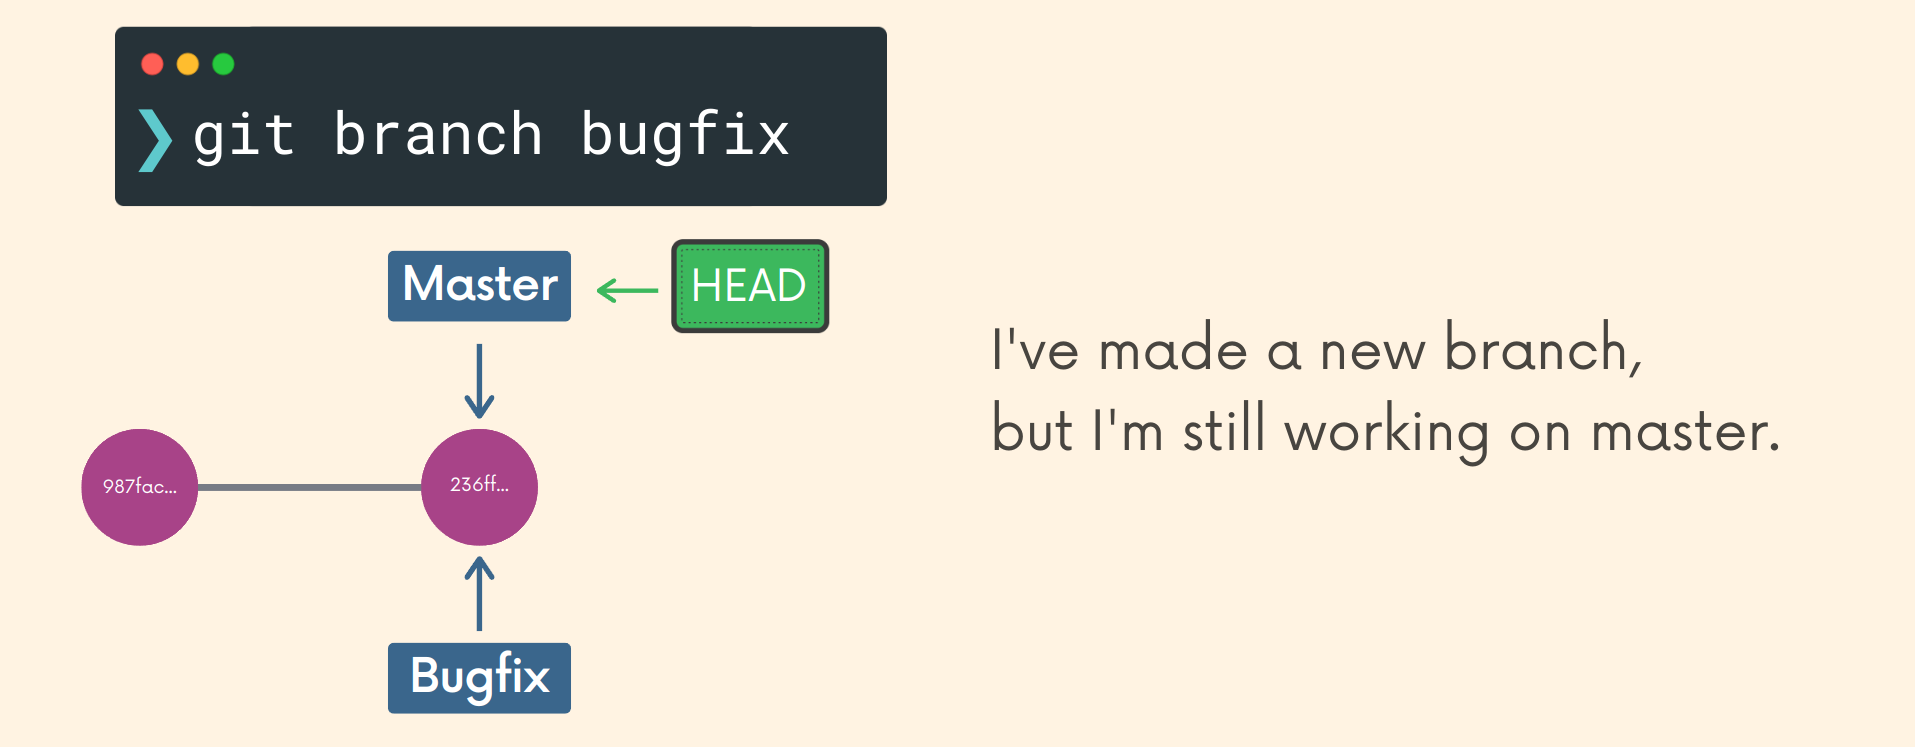 ❯ git branch bugfix
Master
HEAD
I've made a new branch,
but I'm still working on master.
987fac...
236ff...
Bugfix